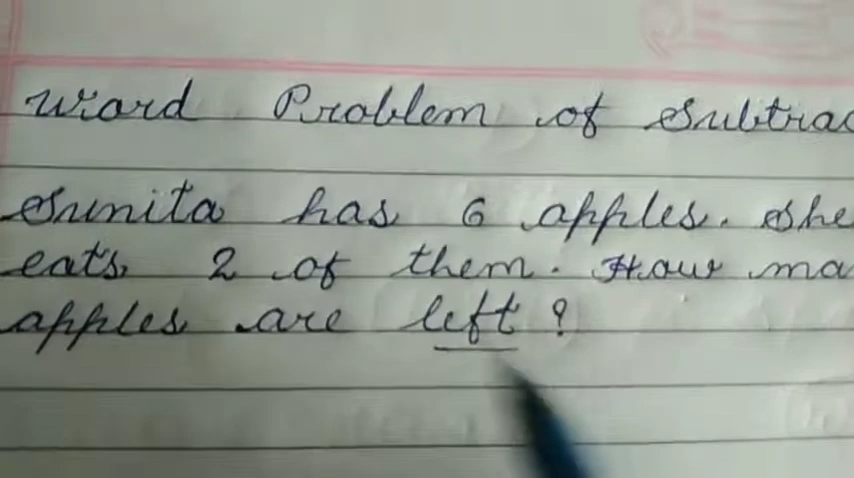 Word Problem of Subtrac
Sunita has 6 apples. She
eats 2 of them. How ma
apples are left?